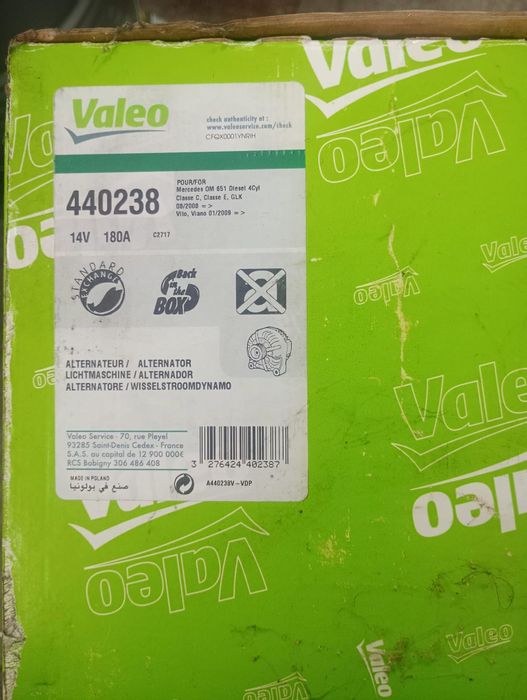 Valeo
Valeo
check authenticity at :
www.valeoservice.com/check
CFQX0001YNRIH
Valeo
440238
POUR/FOR
Mercedes OM 651 Diesel 4Cyl
Classe C, Classe E, GLK
08/2008 = >
Vito, Viano 01/2009 = >
14V 180A
C2717
STANDARD
EXCHANGE
Back
in the
BOX
a
ALTERNATEUR / ALTERNATOR
LICHTMASCHINE / ALTERNADOR
ALTERNATORE / WISSELSTROOMDYNAMO
Valeo Service - 70, rue Pleyel
93285 Saint-Denis Cedex - France
S.A.S. au capital de 12 900 000€
RCS Bobigny 306 486 408
3 276424 402387
MADE IN POLAND
صنع في بولونيا
A440238V-VDP
Valeo
Valeo
Valeo
Valeo
Valeo
Valeo
Valeo
Valeo